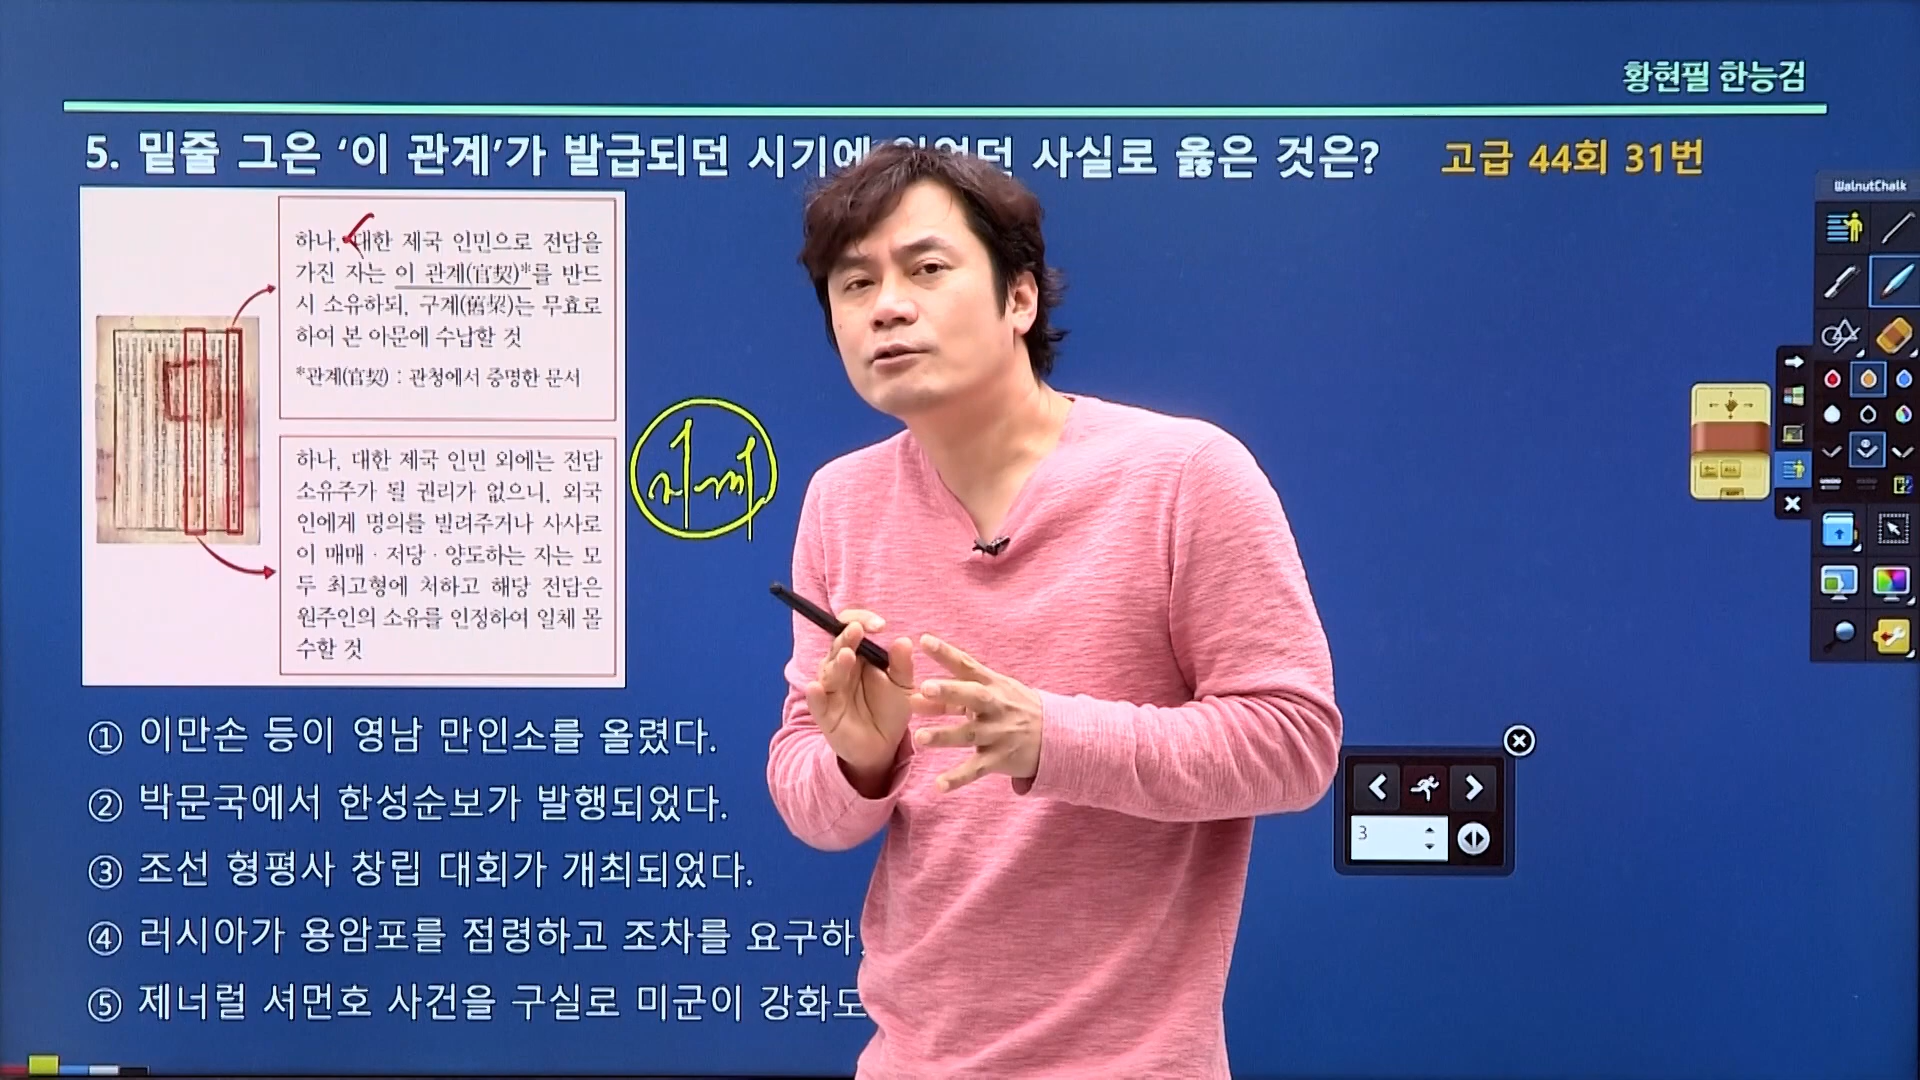 황현필 한능검
5. 밑줄 그은 ‘이 관계’가 발급되던 시기에 있었던 사실로 옳은 것은?
고급 44회 31번
하나, 대한 제국 인민으로 전답을
가진 자는 이 관계(官契)*를 반드
시 소유하되, 구계(舊契)는 무효로
하여 본 아문에 수납할 것
*관계(官契) : 관청에서 증명한 문서
하나, 대한 제국 인민 외에는 전답
소유주가 될 권리가 없으니, 외국
인에게 명의를 빌려주거나 사사로
이 매매 · 저당 · 양도하는 자는 모
두 최고형에 처하고 해당 전답은
원주인의 소유를 인정하여 일체 몰
수할 것
지계
① 이만손 등이 영남 만인소를 올렸다.
② 박문국에서 한성순보가 발행되었다.
③ 조선 형평사 창립 대회가 개최되었다.
④ 러시아가 용암포를 점령하고 조차를 요구하
⑤ 제너럴 셔먼호 사건을 구실로 미군이 강화도
WalnutChalk
3